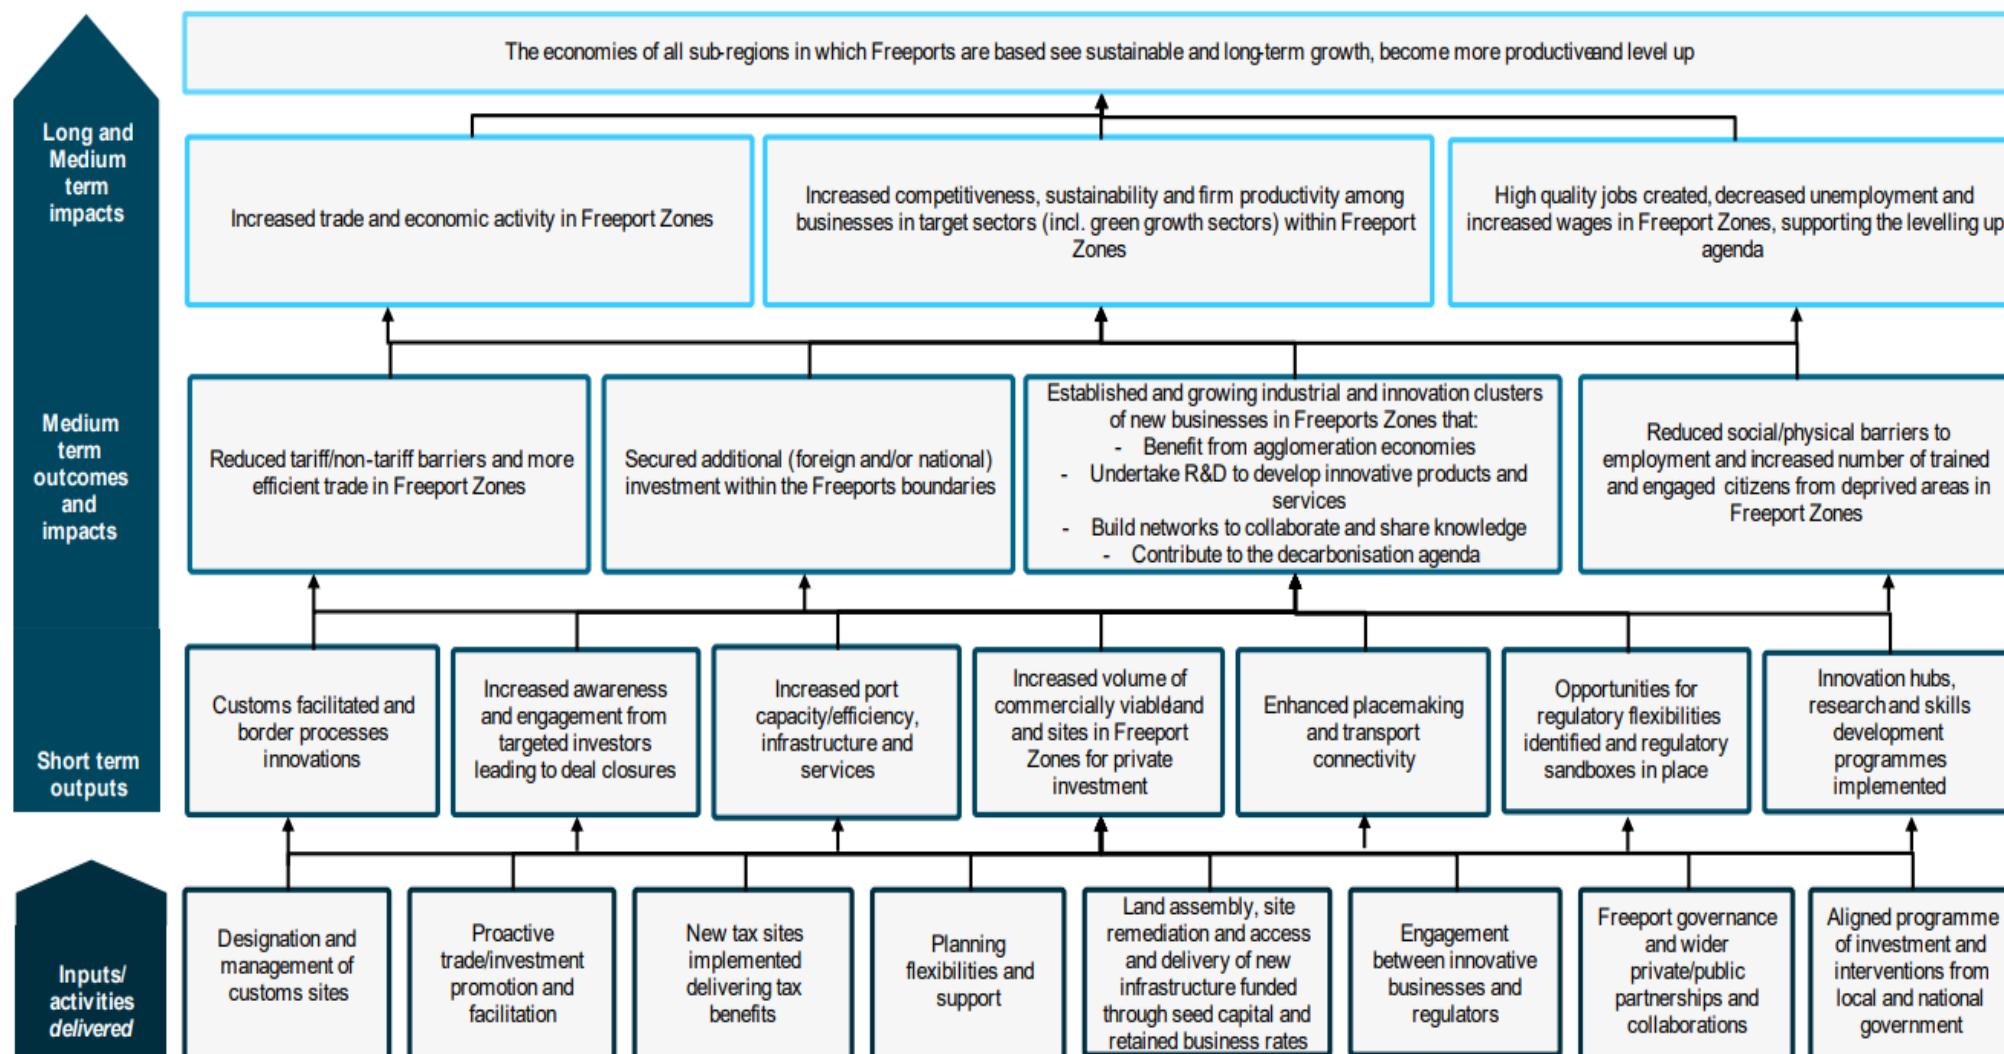 The economies of all sub-regions in which Freeports are based see sustainable and long-term growth, become more productive and level up
Long and
Medium
term
impacts
Increased trade and economic activity in Freeport Zones
Increased competitiveness, sustainability and firm productivity among
businesses in target sectors (incl. green growth sectors) within Freeport
Zones
High quality jobs created, decreased unemployment and
increased wages in Freeport Zones, supporting the levelling up
agenda
Medium
term
outcomes
and
impacts
Reduced tariff/non-tariff barriers and more
efficient trade in Freeport Zones
Secured additional (foreign and/or national)
investment within the Freeports boundaries
Established and growing industrial and innovation clusters
of new businesses in Freeports Zones that:
- Benefit from agglomeration economies
- Undertake R&D to develop innovative products and
services
- Build networks to collaborate and share knowledge
- Contribute to the decarbonisation agenda
Reduced social/physical barriers to
employment and increased number of trained
and engaged citizens from deprived areas in
Freeport Zones
Short term
outputs
Customs facilitated and
border processes
innovations
Increased awareness
and engagement from
targeted investors
leading to deal closures
Increased port
capacity/efficiency,
infrastructure and
services
Increased volume of
commercially viable land
and sites in Freeport
Zones for private
investment
Enhanced placemaking
and transport
connectivity
Opportunities for
regulatory flexibilities
identified and regulatory
sandboxes in place
Innovation hubs,
research and skills
development
programmes
implemented
Inputs/
activities
delivered
Designation and
management of
customs sites
Proactive
trade/investment
promotion and
facilitation
New tax sites
implemented
delivering tax
benefits
Planning
flexibilities and
support
Land assembly, site
remediation and access
and delivery of new
infrastructure funded
through seed capital and
retained business rates
Engagement
between innovative
businesses and
regulators
Freeport governance
and wider
private/public
partnerships and
collaborations
Aligned programme
of investment and
interventions from
local and national
government